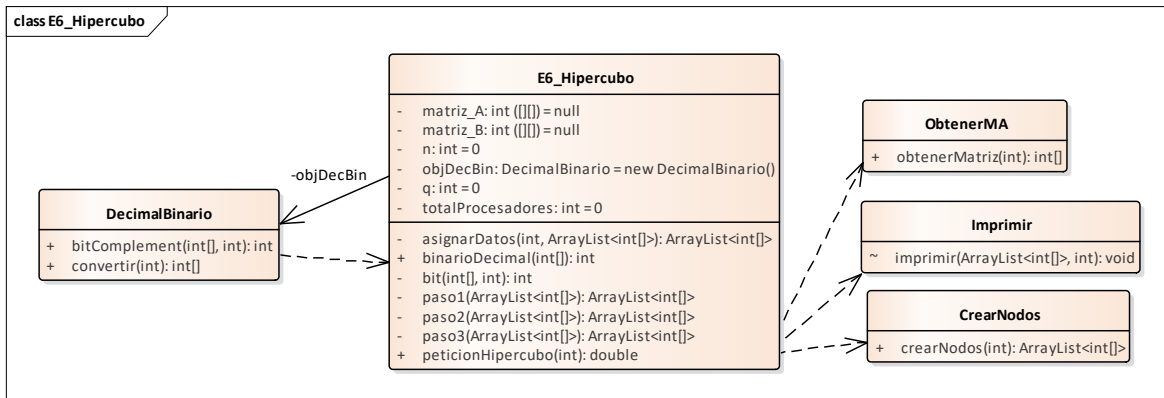 class E6_Hipercubo
E6_Hipercubo
- matriz_A: int ([][]) = null
- matriz_B: int ([][]) = null
- n: int = 0
- objDecBin: DecimalBinario = new DecimalBinario()
- q: int = 0
- totalProcesadores: int = 0
- asignarDatos(int, ArrayList<int[]>): ArrayList<int[]>
+ binarioDecimal(int[]): int
- bit(int[], int): int
- paso1(ArrayList<int[]>): ArrayList<int[]>
- paso2(ArrayList<int[]>): ArrayList<int[]>
- paso3(ArrayList<int[]>): ArrayList<int[]>
+ peticionHipercubo(int): double
-objDecBin
DecimalBinario
+ bitComplement(int[], int): int
+ convertir(int): int[]
ObtenerMA
+ obtenerMatriz(int): int[]
Imprimir
~ imprimir(ArrayList<int[]>, int): void
CrearNodos
+ crearNodos(int): ArrayList<int[]>